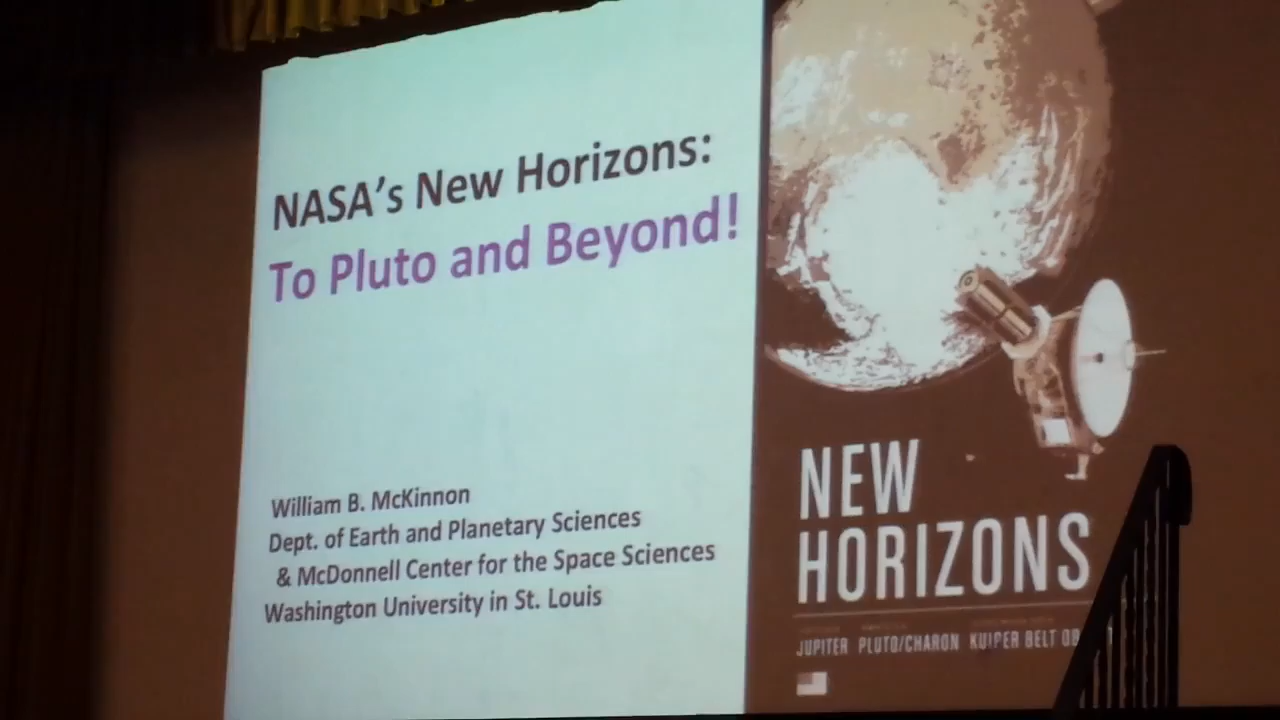 NASA's New Horizons:
To Pluto and Beyond!
William B. McKinnon
Dept. of Earth and Planetary Sciences
& McDonnell Center for the Space Sciences
Washington University in St. Louis
NEW
HORIZONS
JUPITER PLUTO/CHARON KUIPER BELT OB